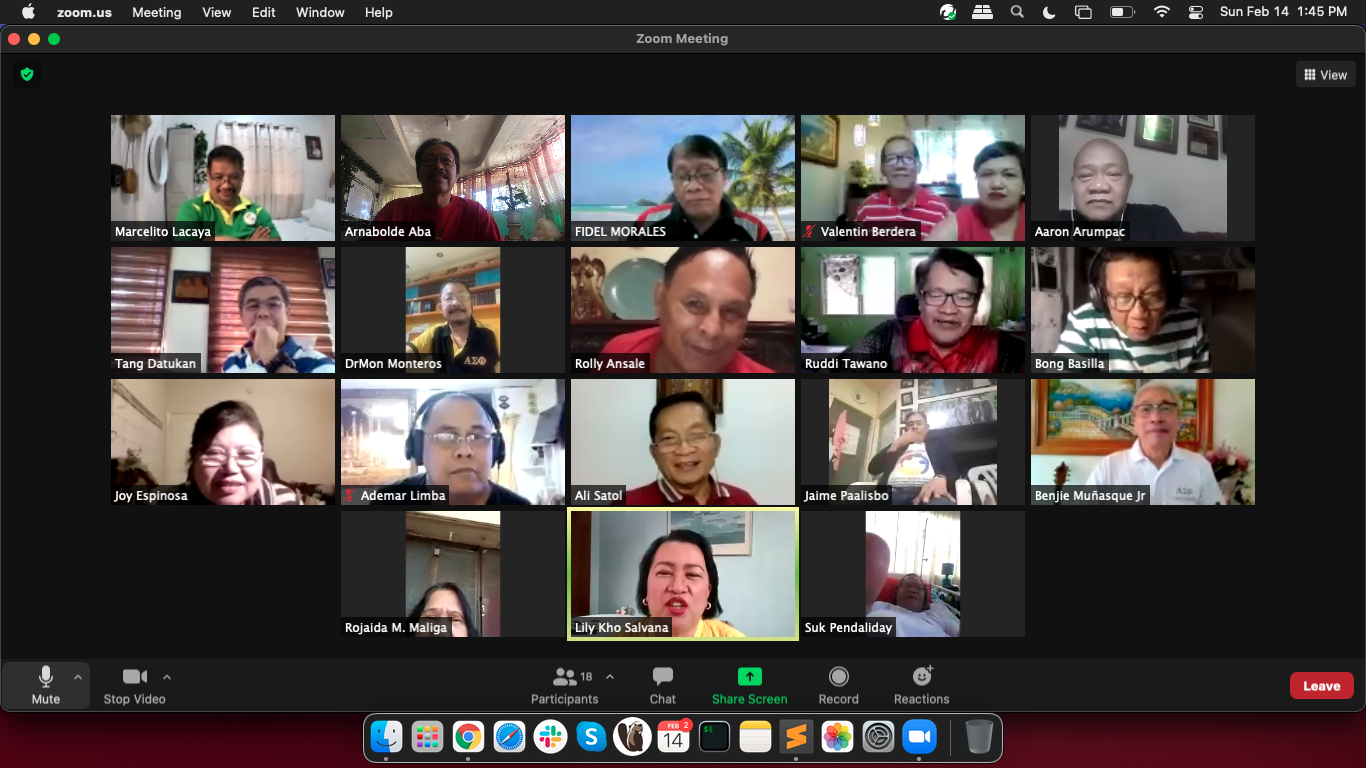 zoom.us Meeting View Edit Window Help Sun Feb 14 1:45 PM
Zoom Meeting
View
Marcelito Lacaya
Arnabolde Aba
FIDEL MORALES
Valentin Berdera
Aaron Arumpac
Tang Datukan
DrMon Monteros
ΑΣΦ
Rolly Ansale
Ruddi Tawano
Bong Basilla
Joy Espinosa
Ademar Limba
Ali Satol
Jaime Paalisbo
Benjie Muñasque Jr
ΑΣΦ
Rojaida M. Maliga
Lily Kho Salvana
Suk Pendaliday
Mute
Stop Video
18
Participants
Chat
Share Screen
Record
Reactions
Leave
FEB 2
14